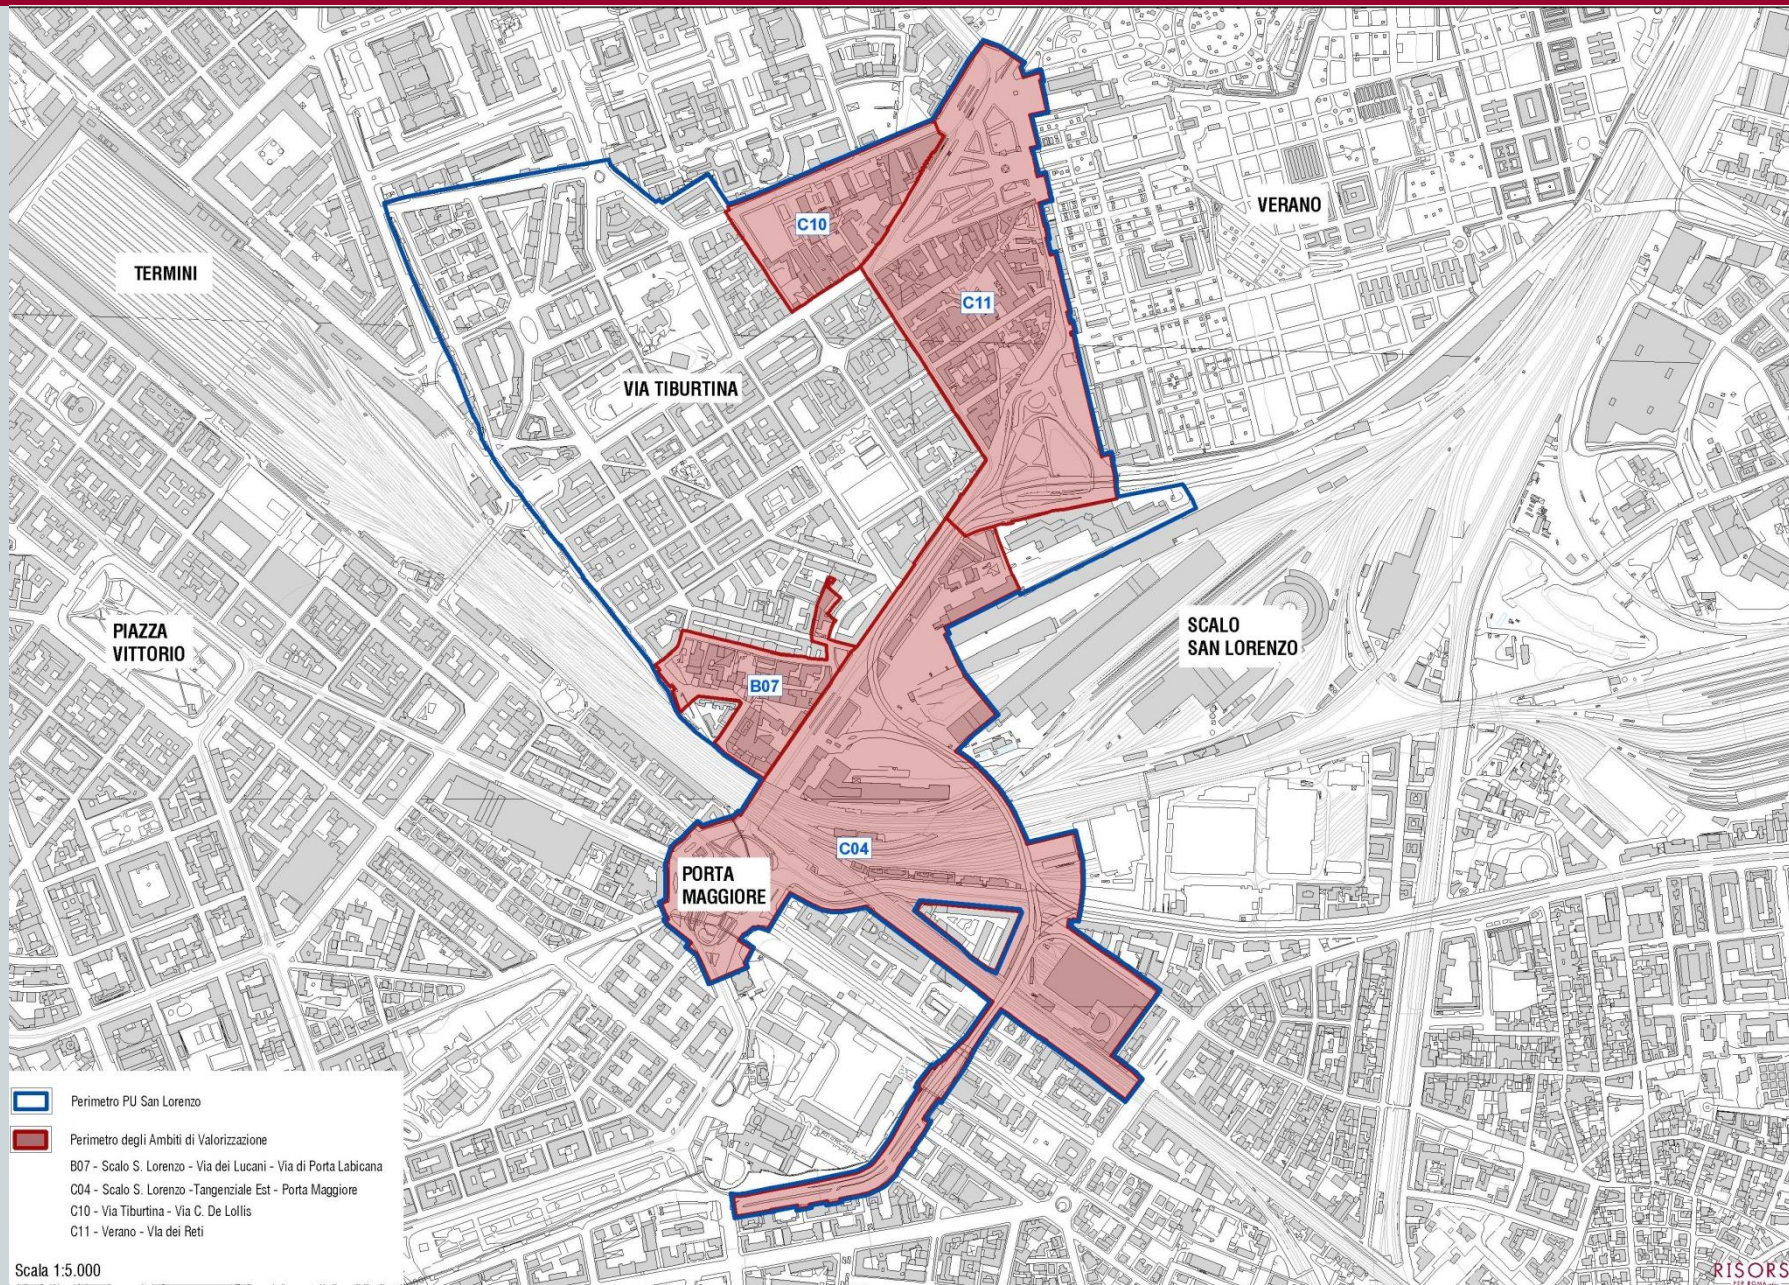 C10
VERANO
TERMINI
C11
VIA TIBURTINA
PIAZZA
VITTORIO
SCALO
SAN LORENZO
B07
C04
PORTA
MAGGIORE
Perimetro PU San Lorenzo
Perimetro degli Ambiti di Valorizzazione
B07 - Scalo S. Lorenzo - Via dei Lucani - Via di Porta Labicana
C04 - Scalo S. Lorenzo -Tangenziale Est - Porta Maggiore
C10 - Via Tiburtina - Via C. De Lollis
C11 - Verano - VIa dei Reti
Scala 1:5.000
RISORS
PER ROMA